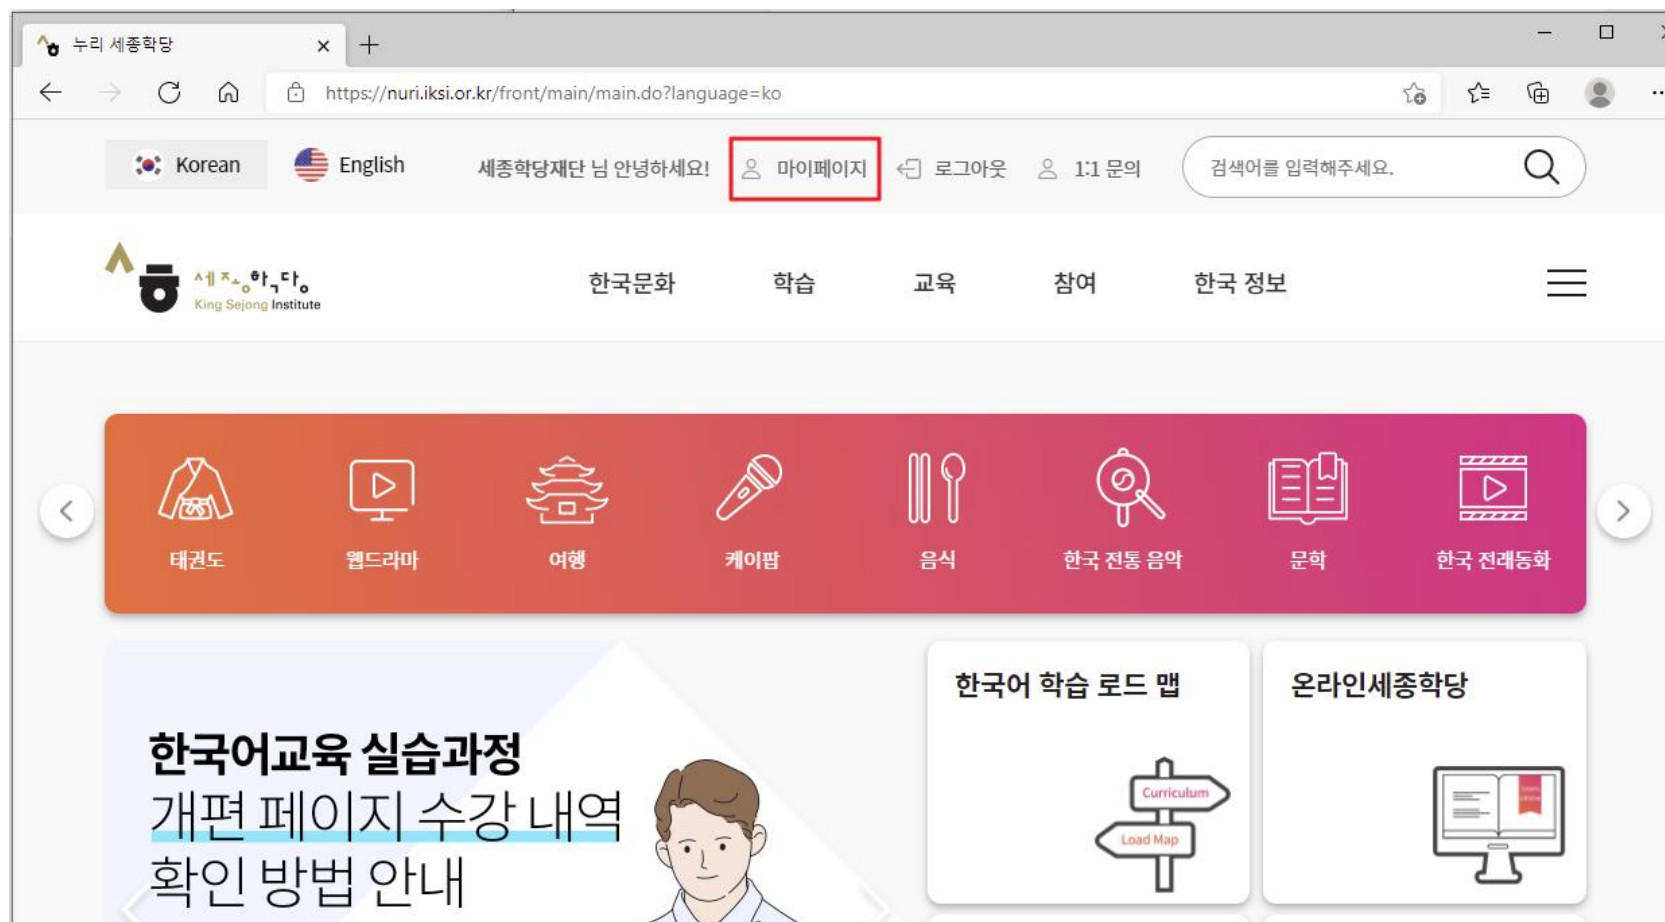 누리 세종학당
https://nuri.iksi.or.kr/front/main/main.do?language=ko
Korean English 세종학당재단 님 안녕하세요! 마이페이지 로그아웃 1:1 문의 검색어를 입력해주세요.
세종학당
King Sejong Institute
한국문화 학습 교육 참여 한국 정보
태권도 웹드라마 여행 케이팝 음식 한국 전통 음악 문학 한국 전래동화
한국어교육 실습과정
개편 페이지 수강 내역
확인 방법 안내
한국어 학습 로드 맵
Curriculum
Load Map
온라인세종학당